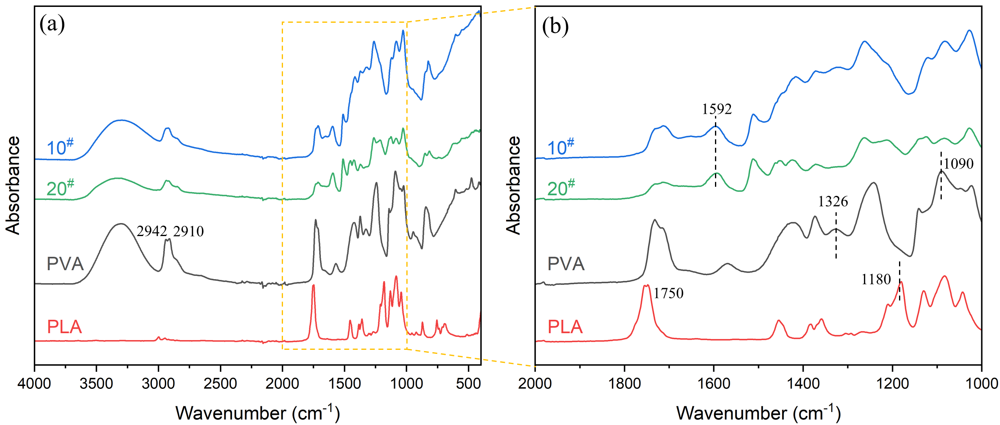 (a)
10#
20#
2942 2910
PVA
PLA
Absorbance
4000 3500 3000 2500 2000 1500 1000 500
Wavenumber (cm-1)
(b)
1592
10#
1090
20#
1326
PVA
1180
1750
PLA
Absorbance
2000 1800 1600 1400 1200 1000
Wavenumber (cm-1)